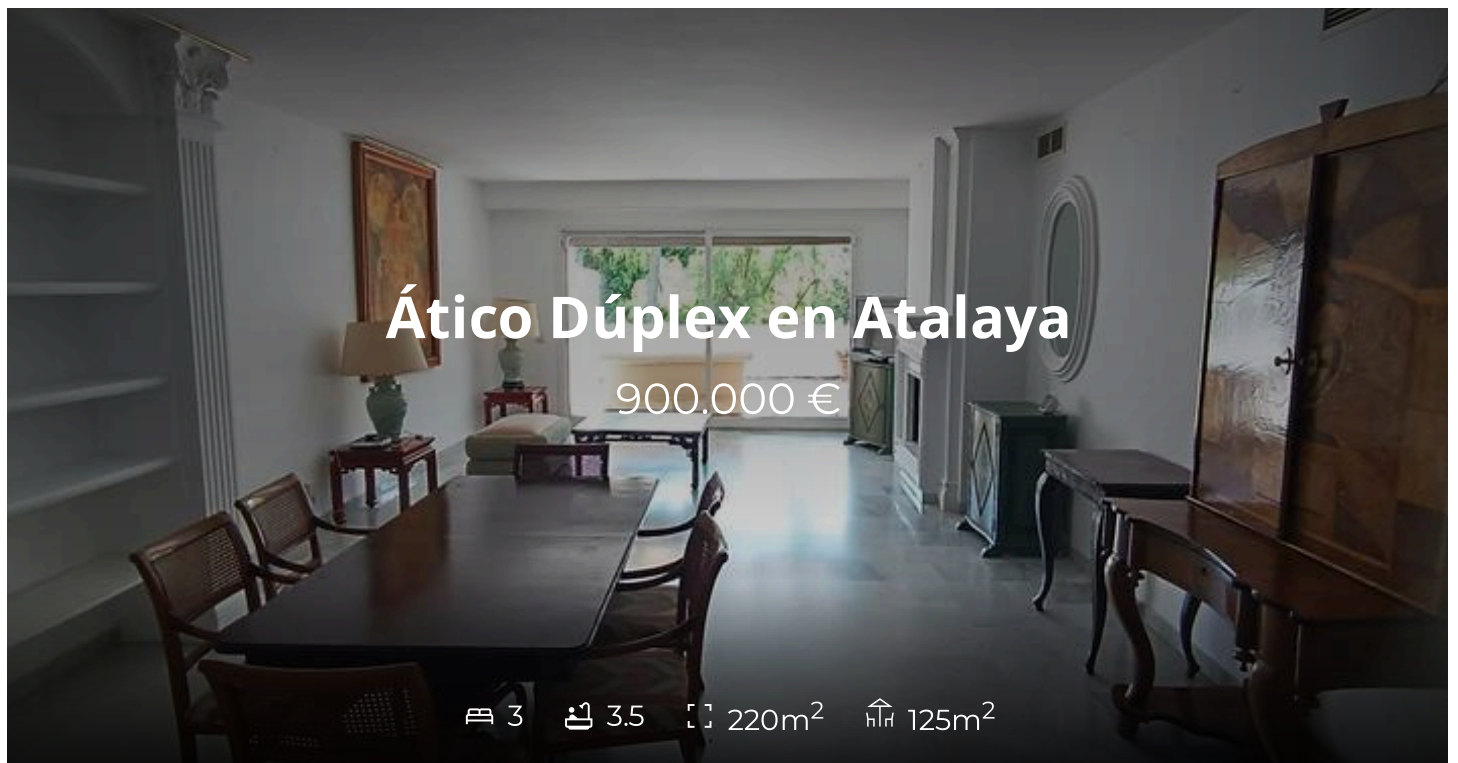 Ático Dúplex en Atalaya
900.000 €
3 3.5 220m² 125m²